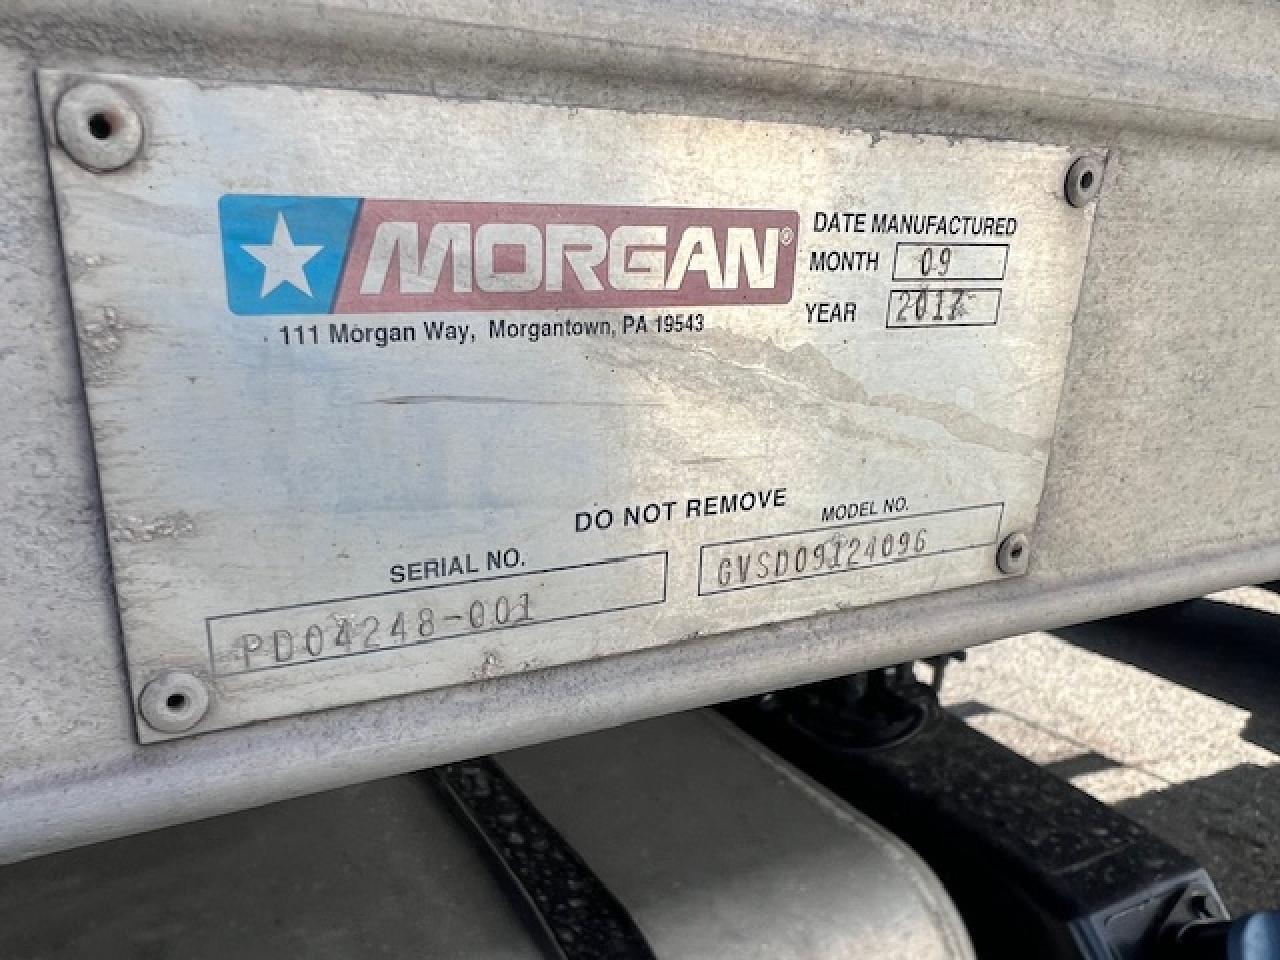 MORGAN®
111 Morgan Way, Morgantown, PA 19543
DATE MANUFACTURED
MONTH 09
YEAR 2017
DO NOT REMOVE
SERIAL NO.
PD04248-001
MODEL NO.
GVSD09124096